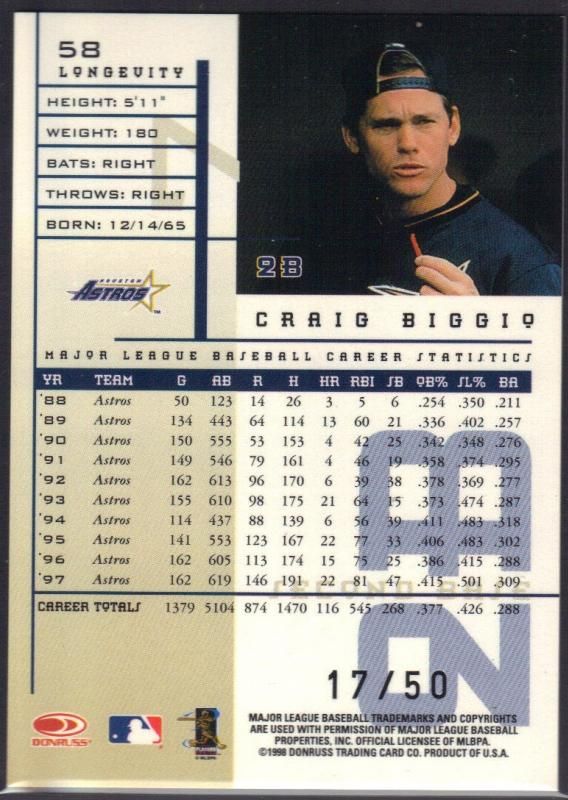 58
LONGEVITY
HEIGHT: 5'11"
WEIGHT: 180
BATS: RIGHT
THROWS: RIGHT
BORN: 12/14/65
HOUSTON
ASTROS
TM
2B
CRAIG BIGGIO
MAJOR LEAGUE BASEBALL CAREER STATISTICS
YR TEAM G AB R H HR RBI SB OB% SL% BA
'88 Astros 50 123 14 26 3 5 6 .254 .350 .211
'89 Astros 134 443 64 114 13 60 21 .336 .402 .257
'90 Astros 150 555 53 153 4 42 25 .342 .348 .276
'91 Astros 149 546 79 161 4 46 19 .358 .374 .295
'92 Astros 162 613 96 170 6 39 38 .378 .369 .277
'93 Astros 155 610 98 175 21 64 15 .373 .474 .287
'94 Astros 114 437 88 139 6 56 39 .411 .483 .318
'95 Astros 141 553 123 167 22 77 33 .406 .483 .302
'96 Astros 162 605 113 174 15 75 25 .386 .415 .288
'97 Astros 162 619 146 191 22 81 47 .415 .501 .309
SECOND BASE
CAREER TOTALS 1379 5104 874 1470 116 545 268 .377 .426 .288
2B
17/50
DONRUSS
PLAYERS
© MLBPA
MAJOR LEAGUE BASEBALL TRADEMARKS AND COPYRIGHTS
ARE USED WITH PERMISSION OF MAJOR LEAGUE BASEBALL
PROPERTIES, INC. OFFICIAL LICENSEE OF MLBPA.
©1998 DONRUSS TRADING CARD CO. PRODUCT OF U.S.A.